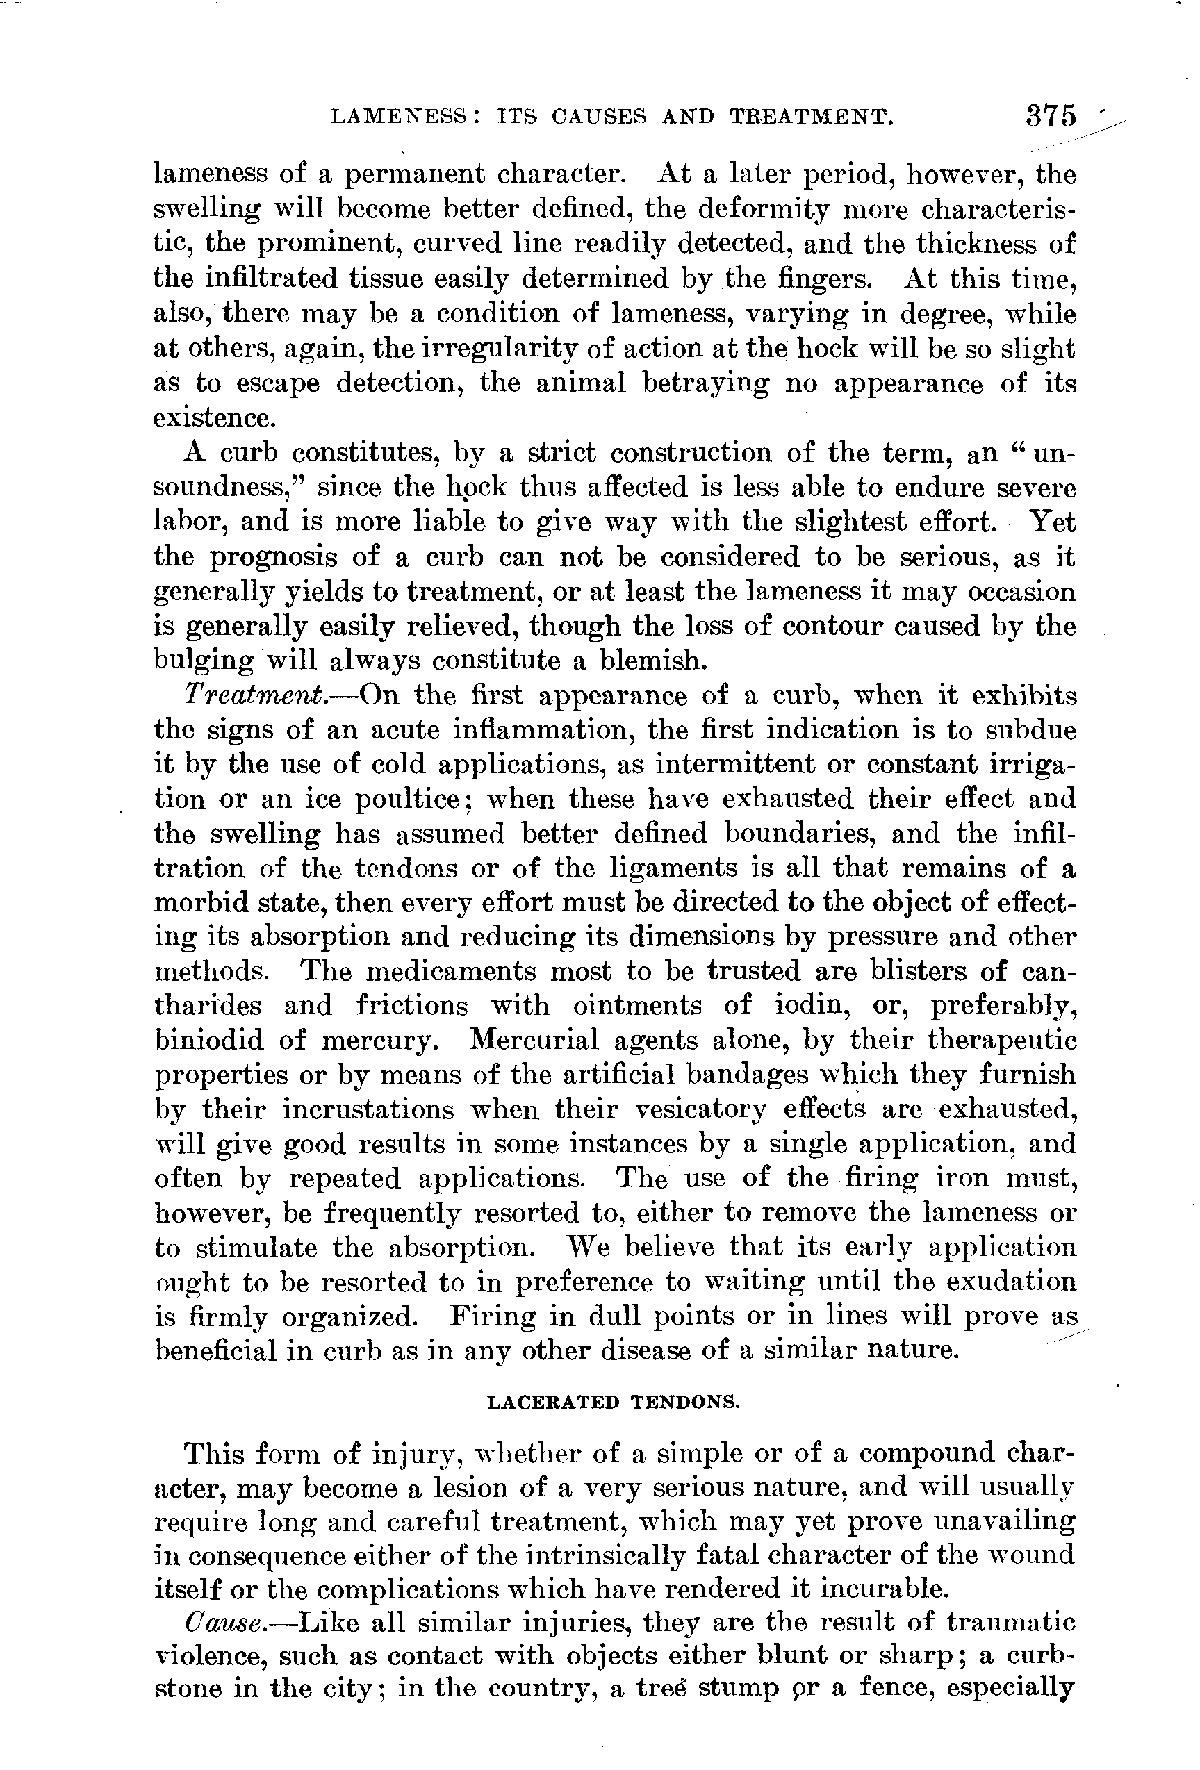 LAMENESS: ITS CAUSES AND TREATMENT. 375
lameness of a permanent character. At a later period, however, the
swelling will become better defined, the deformity more characteris-
tic, the prominent, curved line readily detected, and the thickness of
the infiltrated tissue easily determined by the fingers. At this time,
also, there may be a condition of lameness, varying in degree, while
at others, again, the irregularity of action at the hock will be so slight
as to escape detection, the animal betraying no appearance of its
existence.
A curb constitutes, by a strict construction of the term, an “un-
soundness,” since the hock thus affected is less able to endure severe
labor, and is more liable to give way with the slightest effort. Yet
the prognosis of a curb can not be considered to be serious, as it
generally yields to treatment, or at least the lameness it may occasion
is generally easily relieved, though the loss of contour caused by the
bulging will always constitute a blemish.
Treatment.—On the first appearance of a curb, when it exhibits
the signs of an acute inflammation, the first indication is to subdue
it by the use of cold applications, as intermittent or constant irriga-
tion or an ice poultice; when these have exhausted their effect and
the swelling has assumed better defined boundaries, and the infil-
tration of the tendons or of the ligaments is all that remains of a
morbid state, then every effort must be directed to the object of effect-
ing its absorption and reducing its dimensions by pressure and other
methods. The medicaments most to be trusted are blisters of can-
tharides and frictions with ointments of iodin, or, preferably,
biniodid of mercury. Mercurial agents alone, by their therapeutic
properties or by means of the artificial bandages which they furnish
by their incrustations when their vesicatory effects are exhausted,
will give good results in some instances by a single application, and
often by repeated applications. The use of the firing iron must,
however, be frequently resorted to, either to remove the lameness or
to stimulate the absorption. We believe that its early application
ought to be resorted to in preference to waiting until the exudation
is firmly organized. Firing in dull points or in lines will prove as
beneficial in curb as in any other disease of a similar nature.
LACERATED TENDONS.
This form of injury, whether of a simple or of a compound char-
acter, may become a lesion of a very serious nature, and will usually
require long and careful treatment, which may yet prove unavailing
in consequence either of the intrinsically fatal character of the wound
itself or the complications which have rendered it incurable.
Cause.—Like all similar injuries, they are the result of traumatic
violence, such as contact with objects either blunt or sharp; a curb-
stone in the city; in the country, a tree stump or a fence, especially